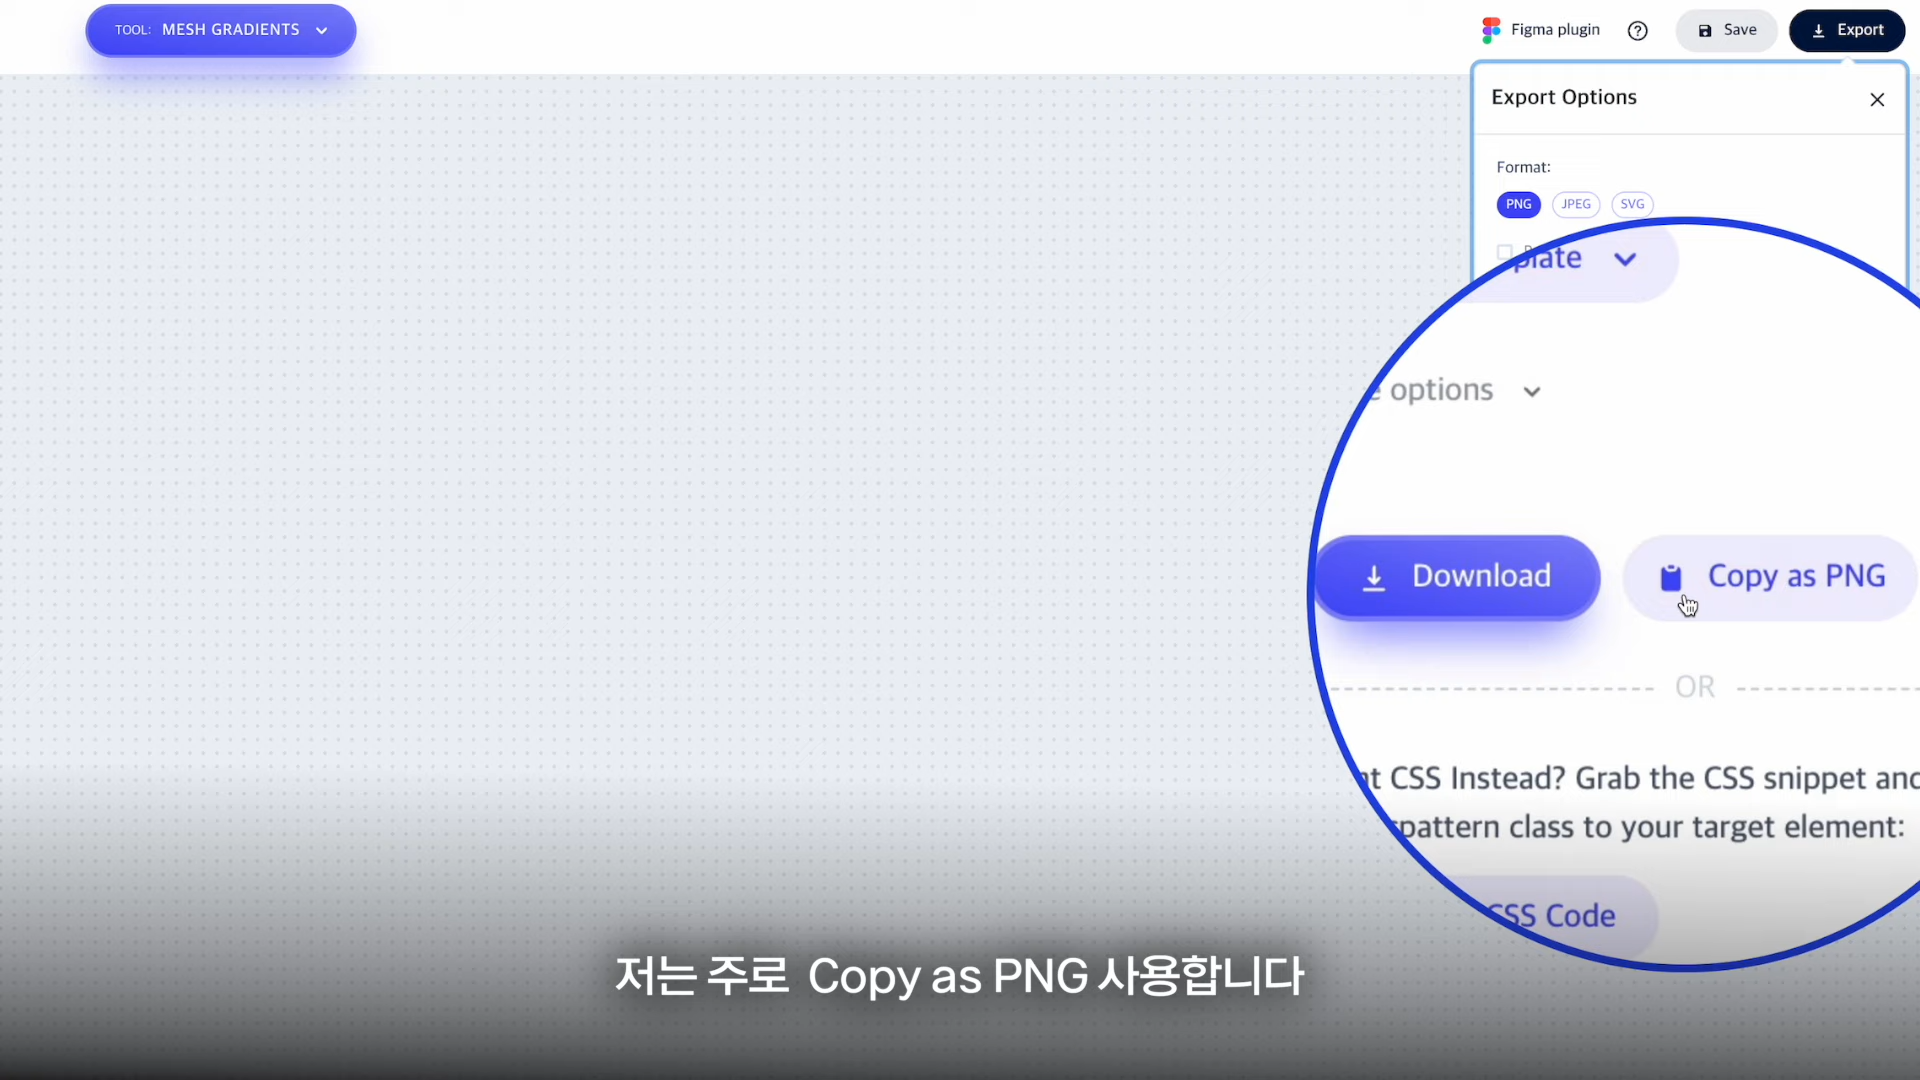 TOOL: MESH GRADIENTS
Figma plugin
Save
Export
Export Options
Format:
PNG JPEG SVG
plate
options
Download
Copy as PNG
OR
CSS Instead? Grab the CSS snippet
pattern class to your target element:
CSS Code
저는 주로 Copy as PNG 사용합니다